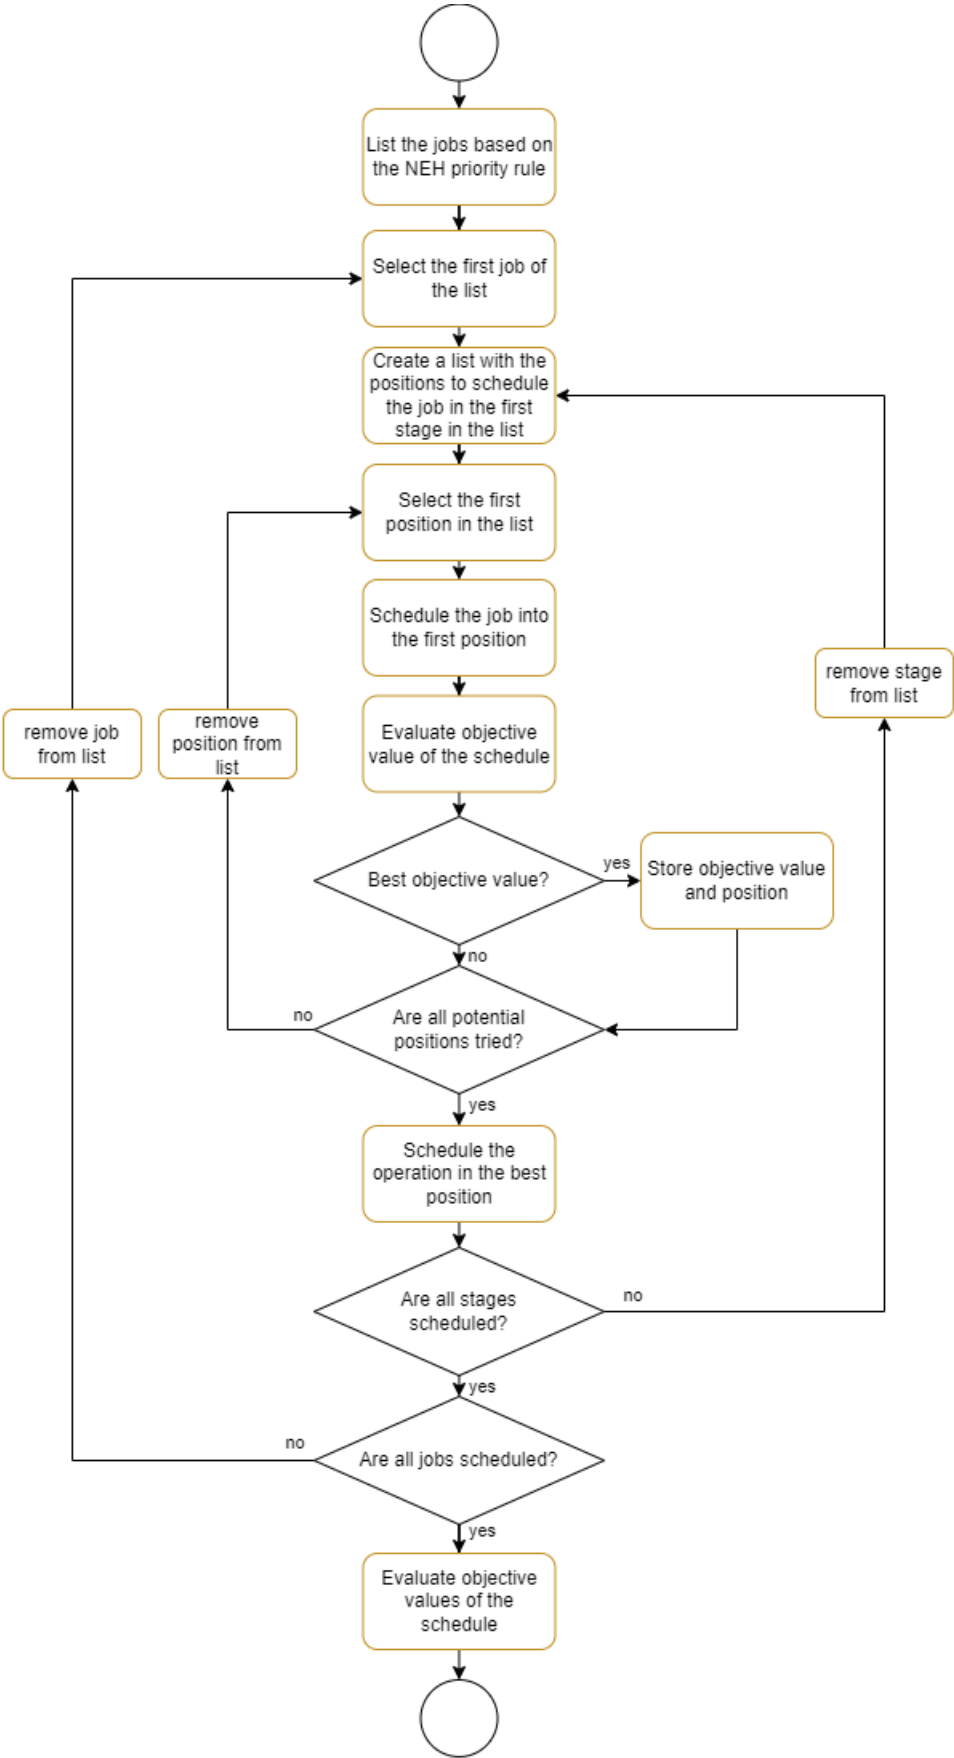 List the jobs based on
the NEH priority rule
Select the first job of
the list
Create a list with the
positions to schedule
the job in the first
stage in the list
Select the first
position in the list
Schedule the job into
the first position
remove stage
from list
remove job
from list
remove
position from
list
Evaluate objective
value of the schedule
Best objective value?
yes
Store objective value
and position
no
Are all potential
positions tried?
no
yes
Schedule the
operation in the best
position
Are all stages
scheduled?
no
yes
Are all jobs scheduled?
no
yes
Evaluate objective
values of the
schedule